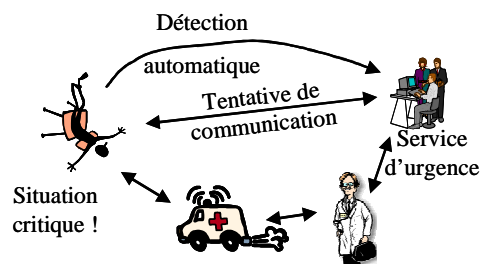 Détection
automatique
Tentative de
communication
Service
d’urgence
Situation
critique !